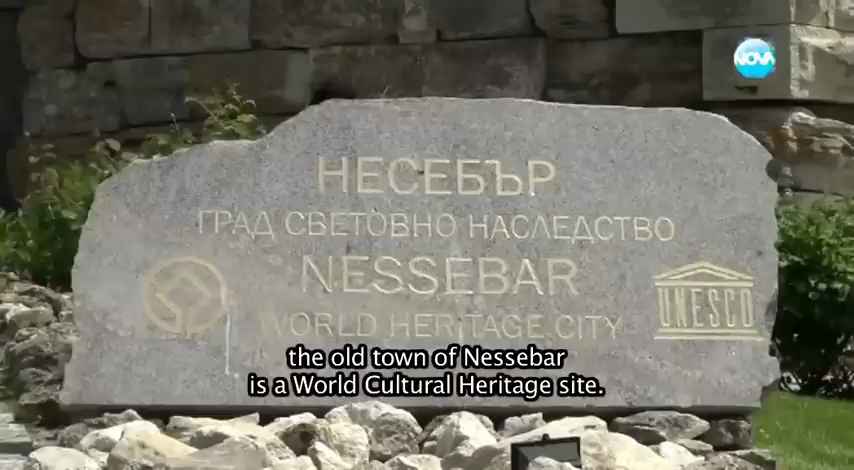 NOVA
НЕСЕБЪР
ГРАД СВЕТОВНО НАСЛЕДСТВО
NESSEBAR
WORLD HERITAGE CITY
UNESCO
the old town of Nessebar
is a World Cultural Heritage site.